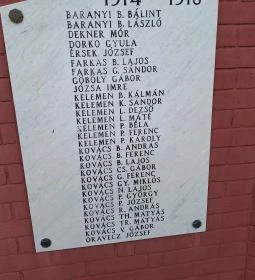 1914 1918
BARANYI B. BÁLINT
BARANYI B. LÁSZLÓ
DEKNER MÓR
DORKO GYULA
ÉRSEK JÓZSEF
FARKAS B. LAJOS
FARKAS G. SÁNDOR
GÖBÖLY GÁBOR
JÓZSA IMRE
KELEMEN B. KÁLMÁN
KELEMEN K. SÁNDOR
KELEMEN L. DEZSŐ
KELEMEN L. MÁTÉ
KELEMEN P. BÉLA
KELEMEN P. FERENC
KELEMEN P. KÁROLY
KOVÁCS B. ANDRÁS
KOVÁCS B. FERENC
KOVÁCS B. LAJOS
KOVÁCS CS. GÁBOR
KOVÁCS G. FERENC
KOVÁCS GY. MIKLÓS
KOVÁCS N. LAJOS
KOVÁCS P. GYÖRGY
KOVÁCS P. JÓZSEF
KOVÁCS R. ANDRÁS
KOVÁCS TH. MÁTYÁS
KOVÁCS TR. MÁTYÁS
KOVÁCS V. GÁBOR
ORAVECZ JÓZSEF